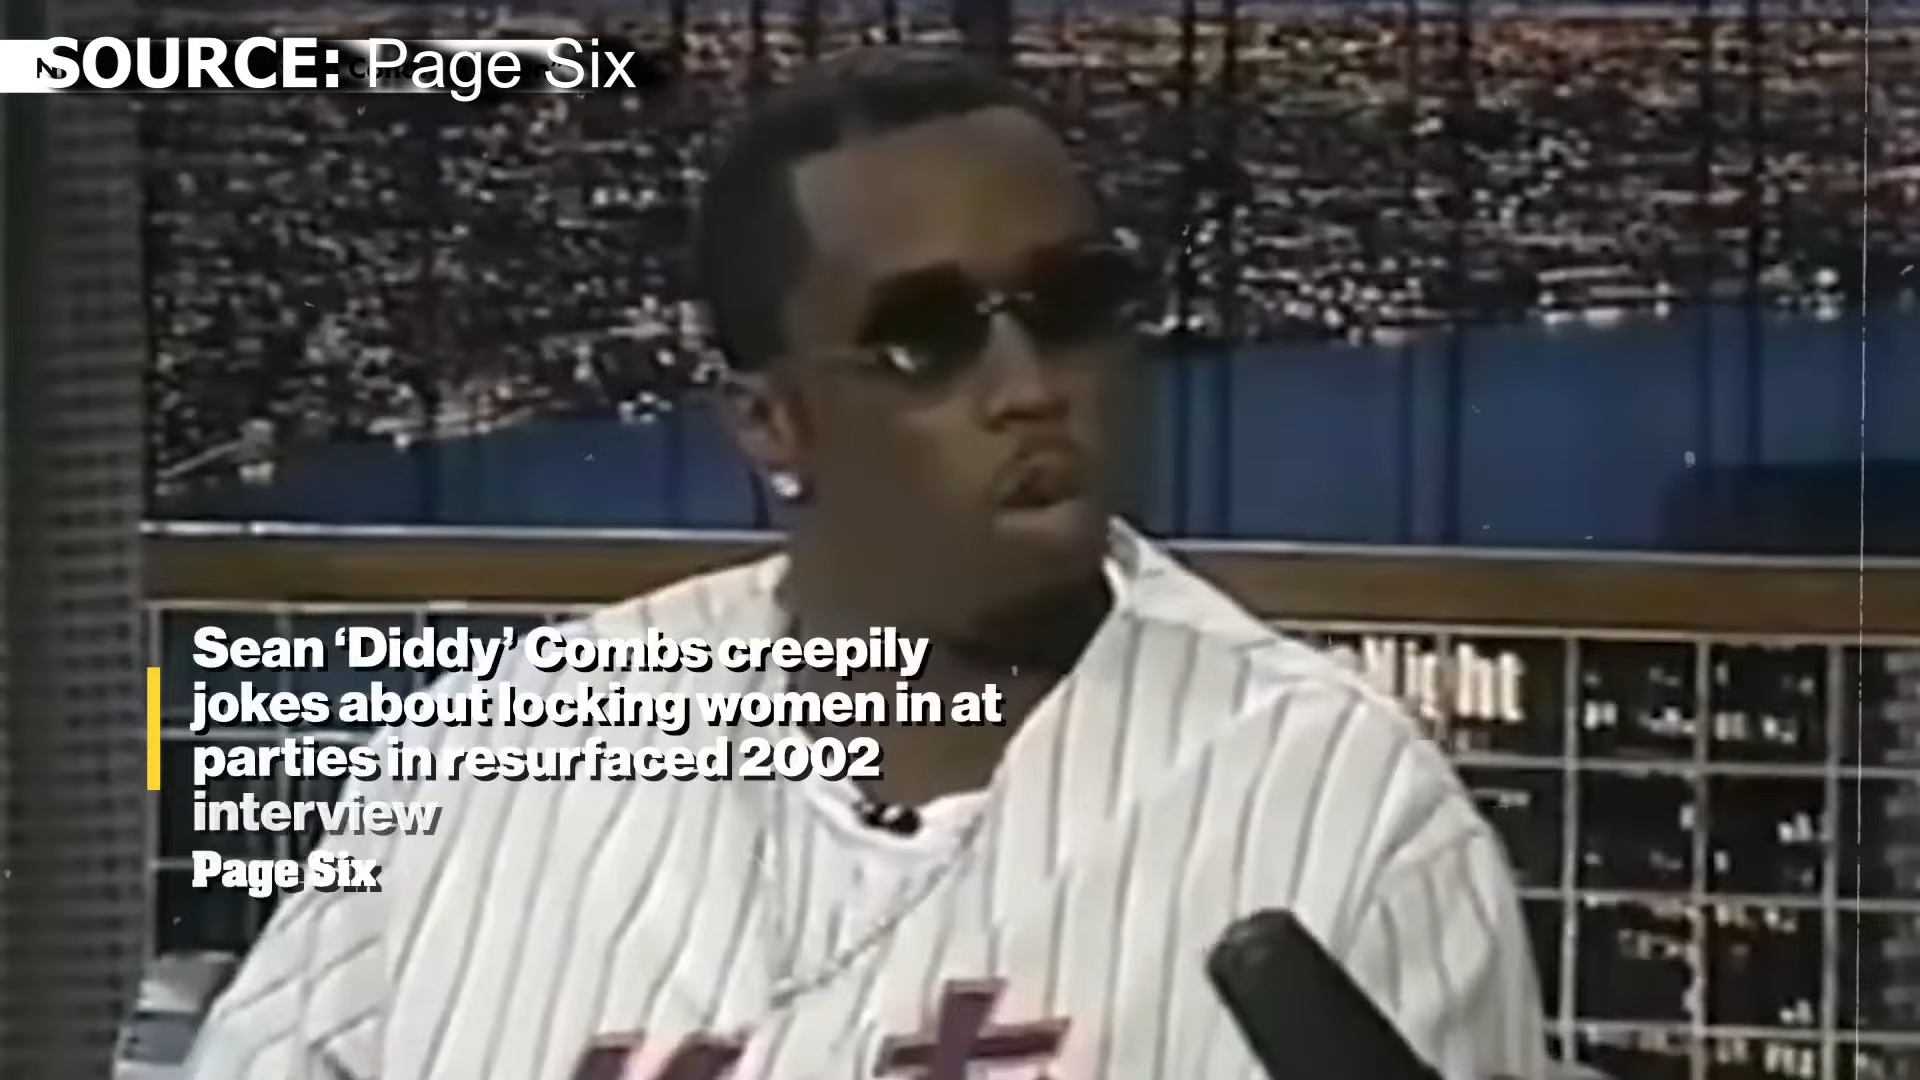 SOURCE: Page Six
Sean ‘Diddy’ Combs creepily
jokes about locking women in at
parties in resurfaced 2002
interview
Page Six
Night